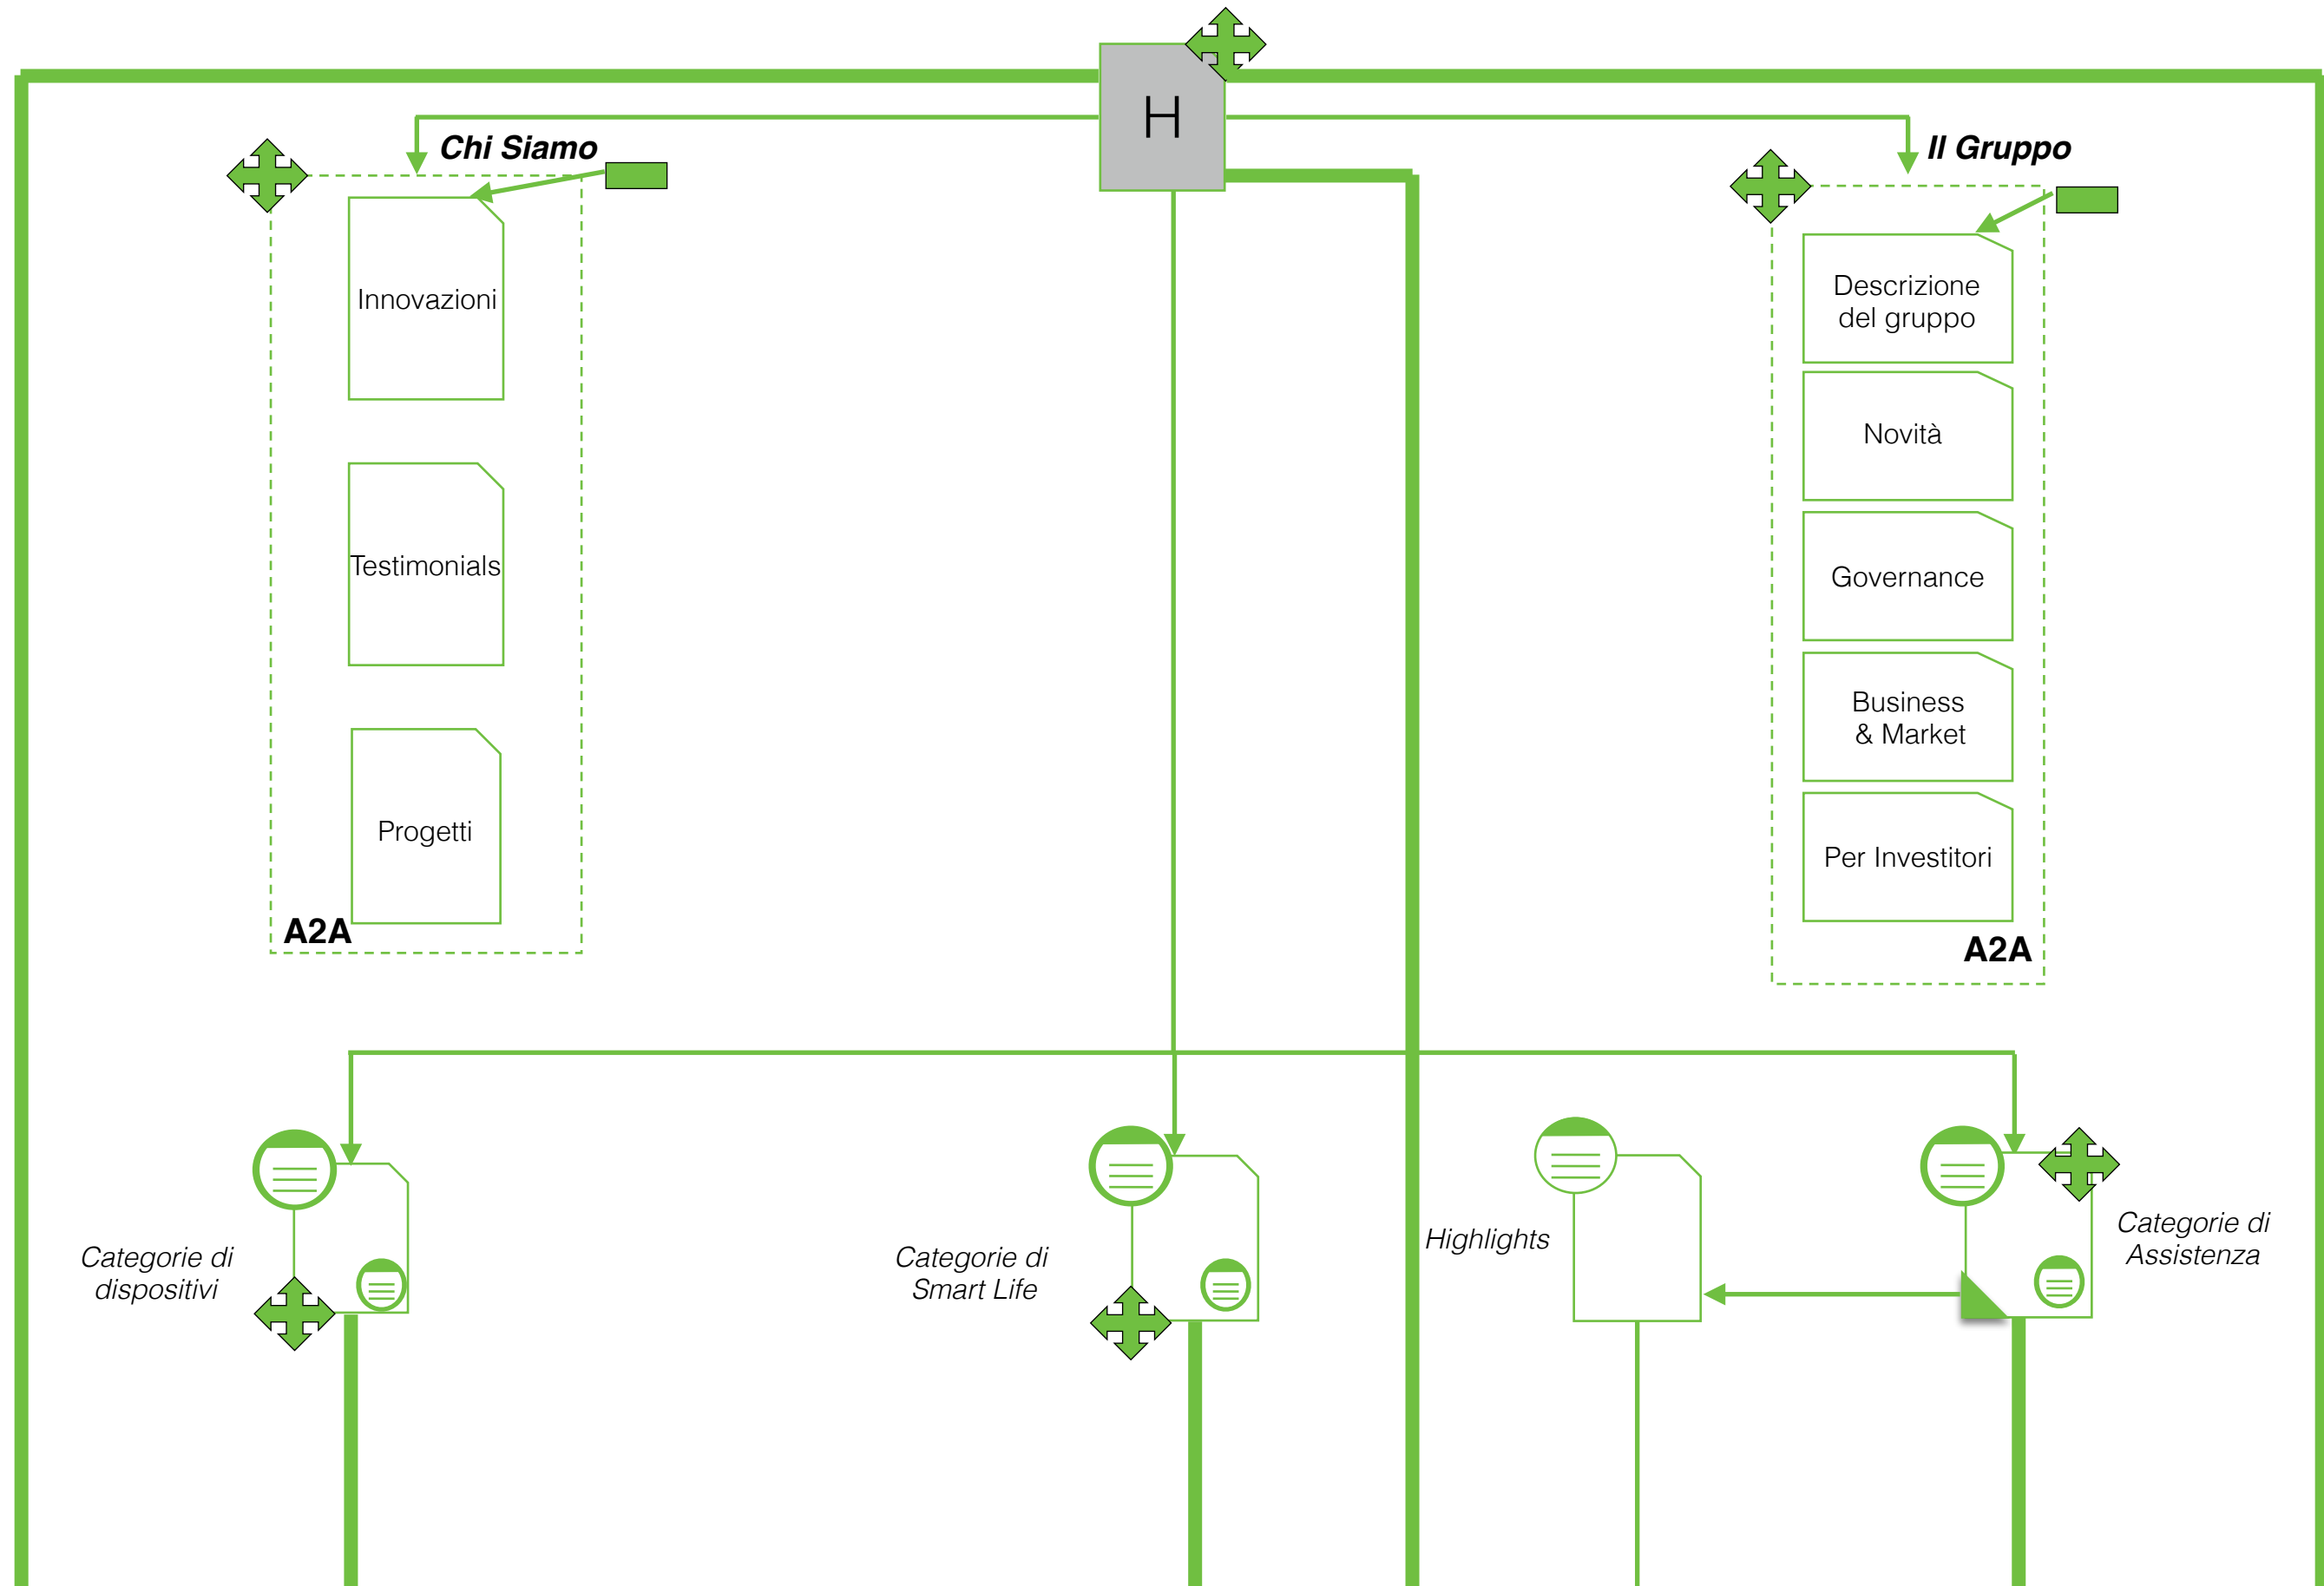 H
Chi Siamo
Innovazioni
Testimonials
Progetti
A2A
Il Gruppo
Descrizione
del gruppo
Novità
Governance
Business
& Market
Per Investitori
A2A
Categorie di
dispositivi
Categorie di
Smart Life
Highlights
Categorie di
Assistenza